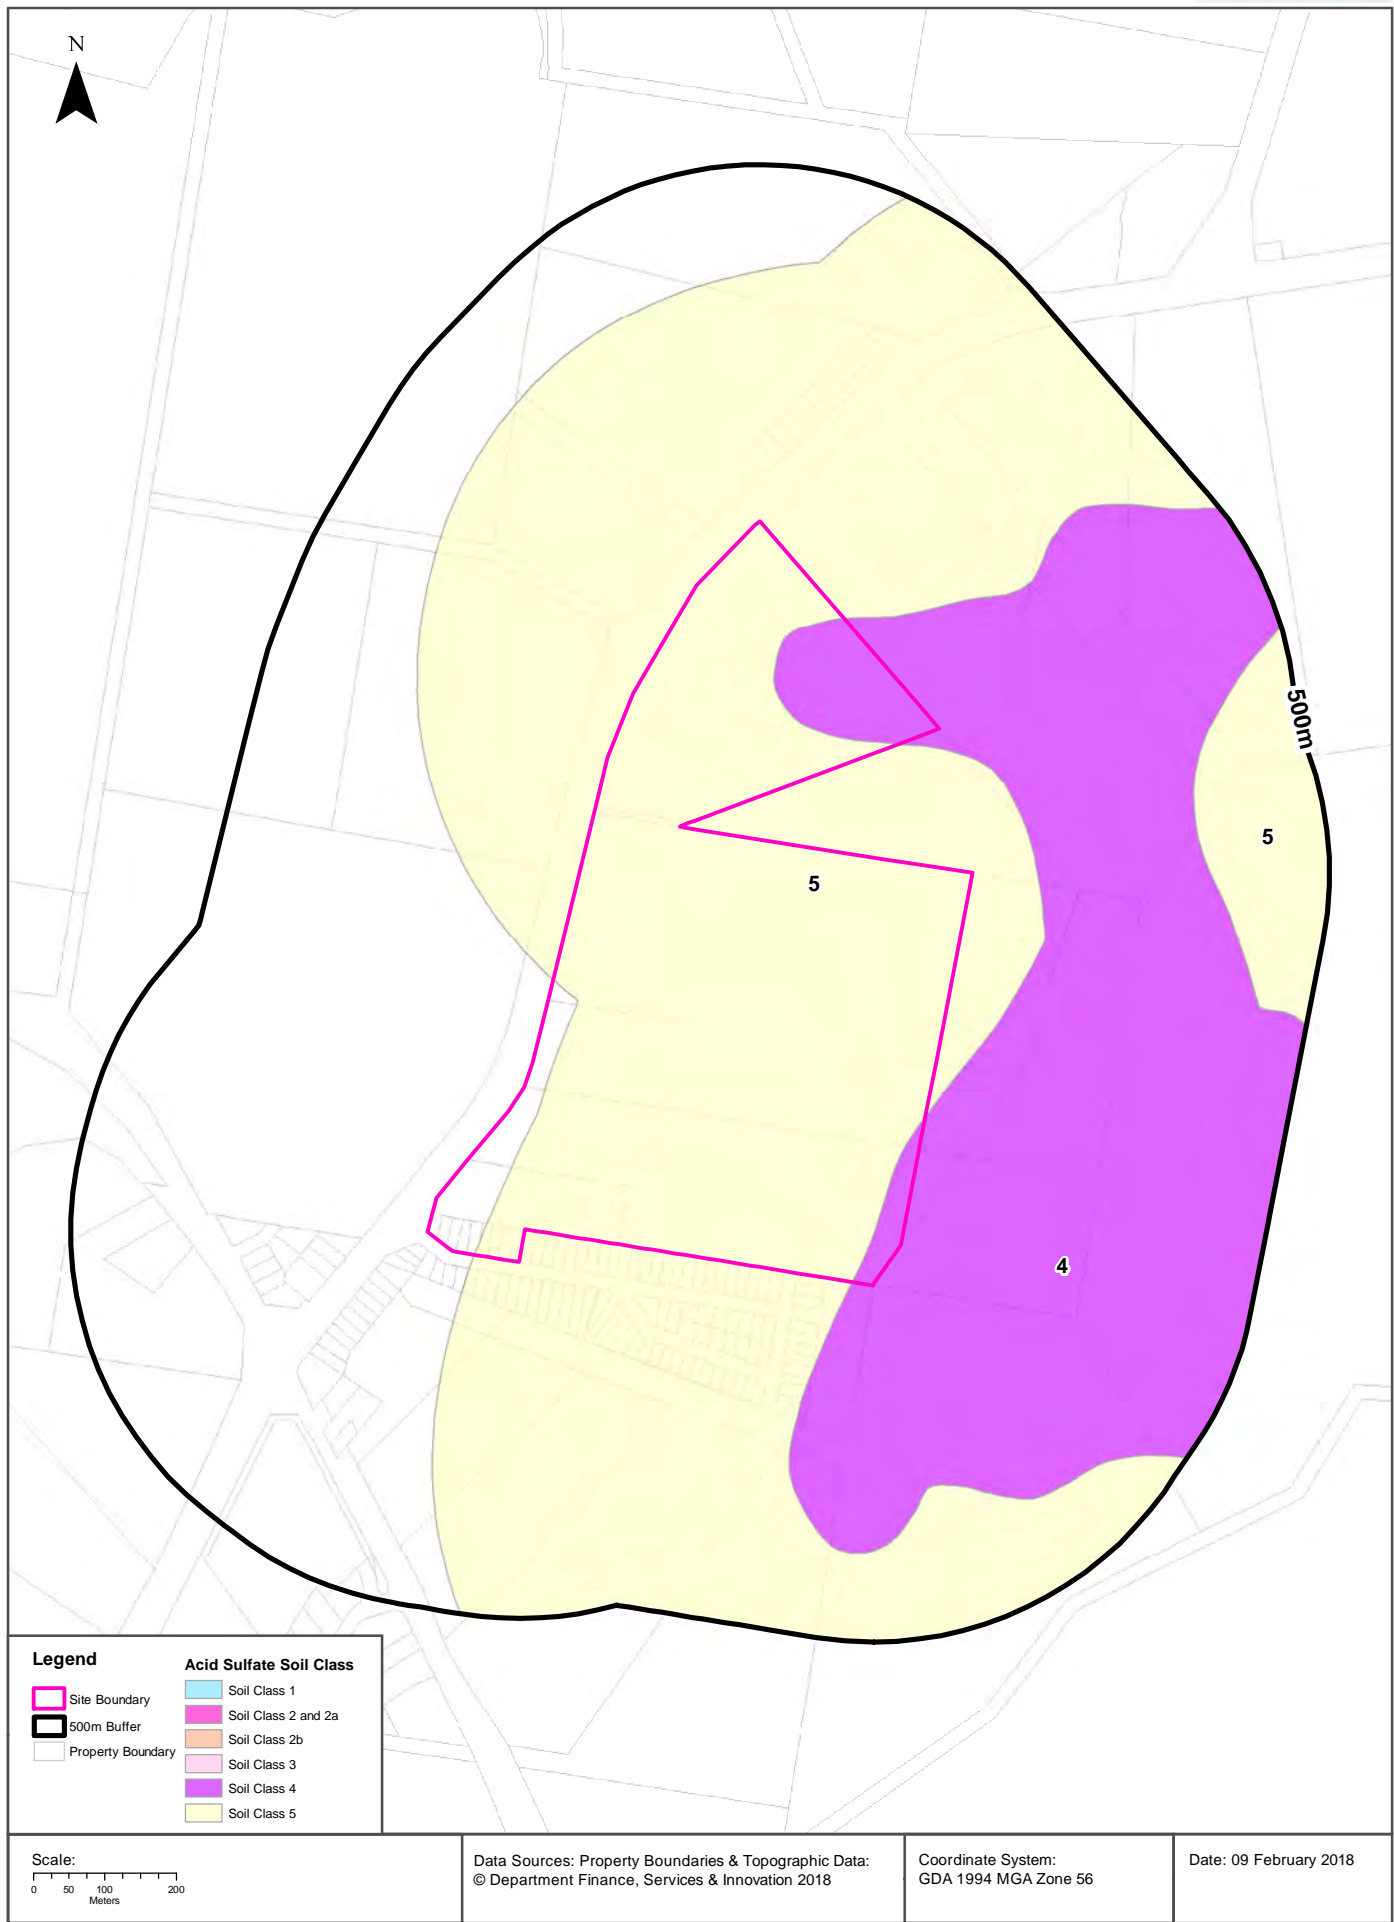 N
500m
5
5
4
Legend
Site Boundary
500m Buffer
Property Boundary
Acid Sulfate Soil Class
Soil Class 1
Soil Class 2 and 2a
Soil Class 2b
Soil Class 3
Soil Class 4
Soil Class 5
Scale:
0 50 100 200
Meters
Data Sources: Property Boundaries & Topographic Data:
© Department Finance, Services & Innovation 2018
Coordinate System:
GDA 1994 MGA Zone 56
Date: 09 February 2018